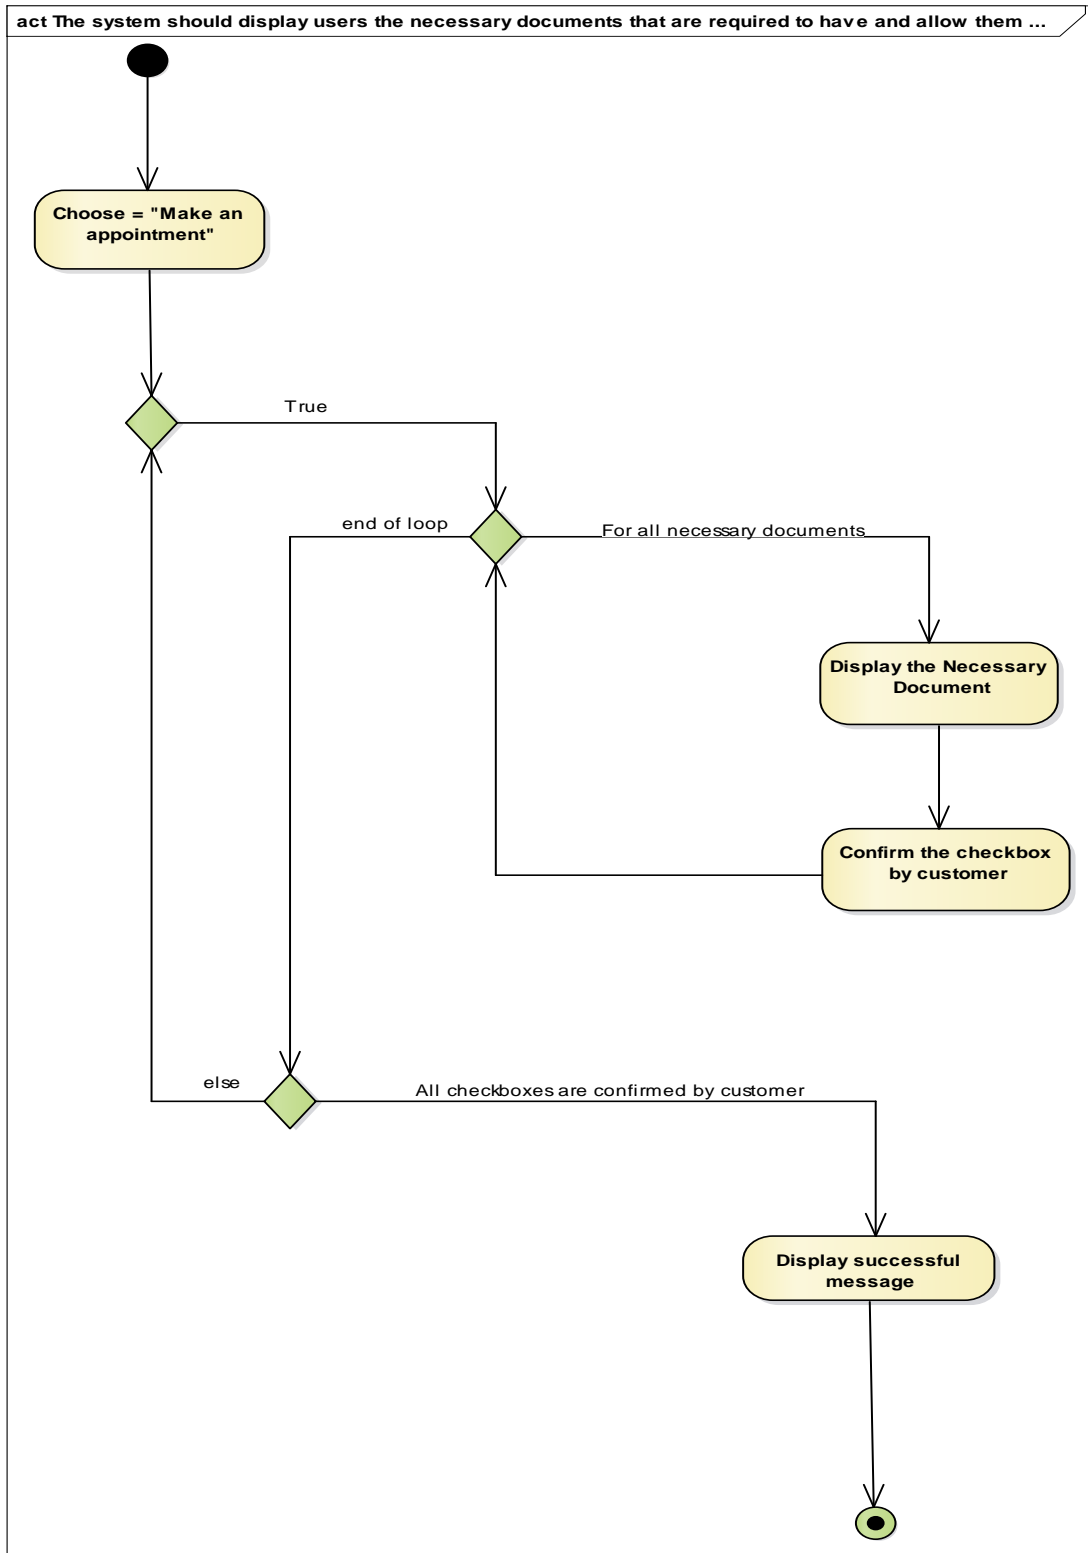 act The system should display users the necessary documents that are required to have and allow them ...
Choose = "Make an
appointment"
True
end of loop
For all necessary documents
Display the Necessary
Document
Confirm the checkbox
by customer
else
All checkboxes are confirmed by customer
Display successful
message